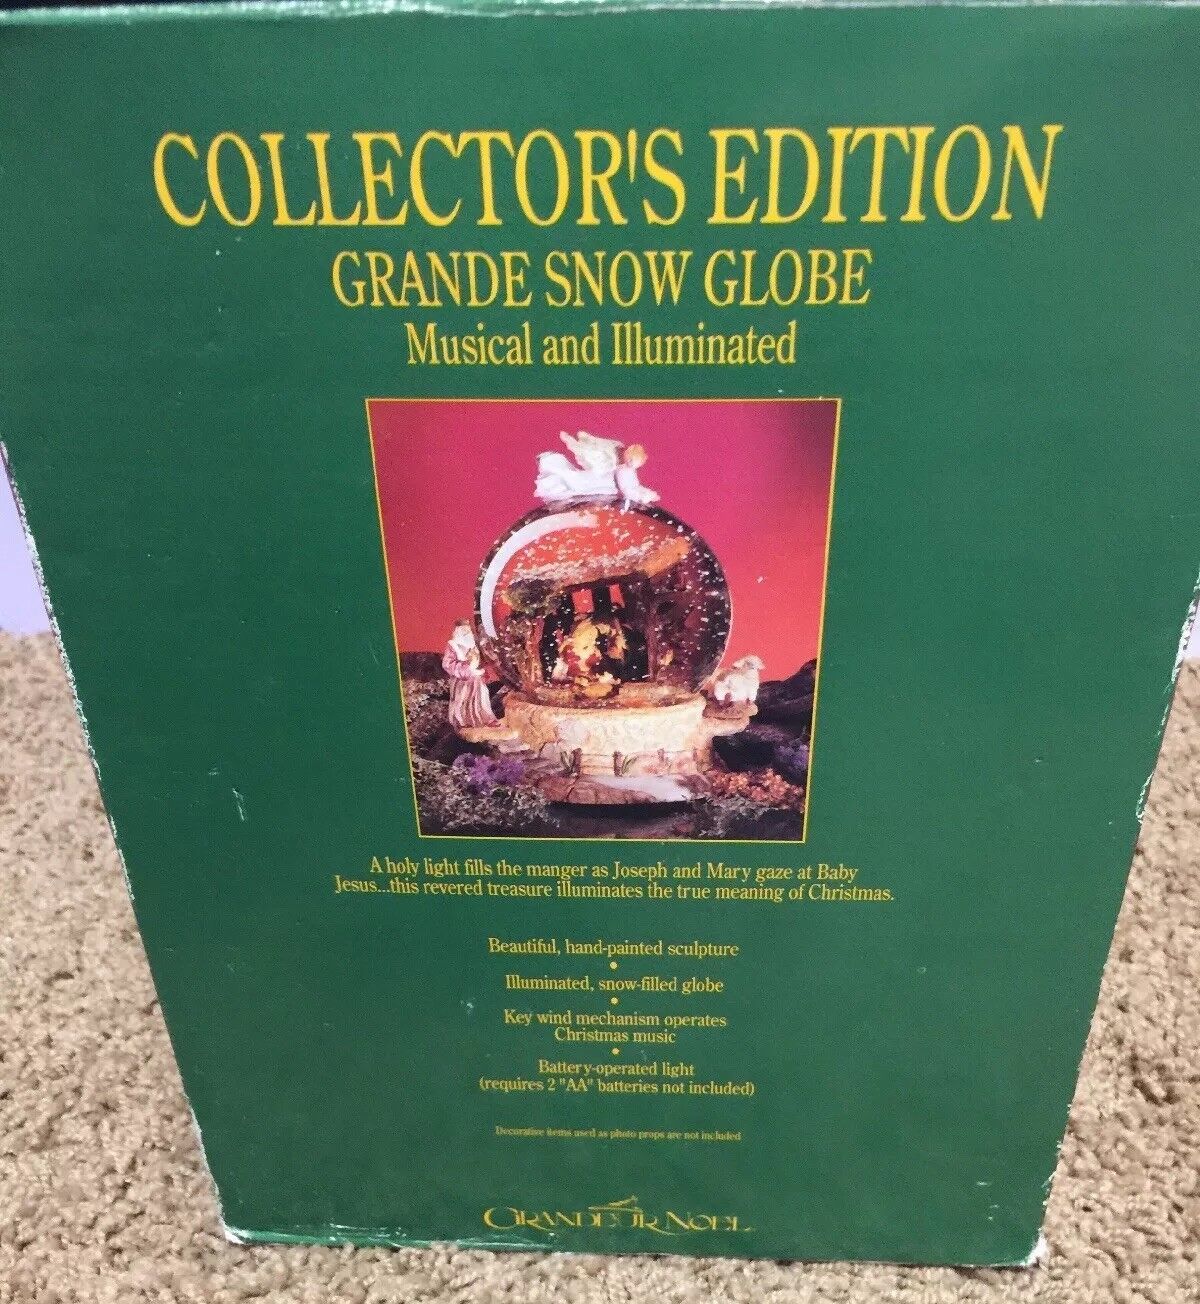 COLLECTOR'S EDITION
GRANDE SNOW GLOBE
Musical and Illuminated
A holy light fills the manger as Joseph and Mary gaze at Baby
Jesus...this revered treasure illuminates the true meaning of Christmas.
Beautiful, hand-painted sculpture
•
Illuminated, snow-filled globe
•
Key wind mechanism operates
Christmas music
•
Battery-operated light
(requires 2 "AA" batteries not included)
Decorative items used as photo props are not included
GRANDEUR NOEL